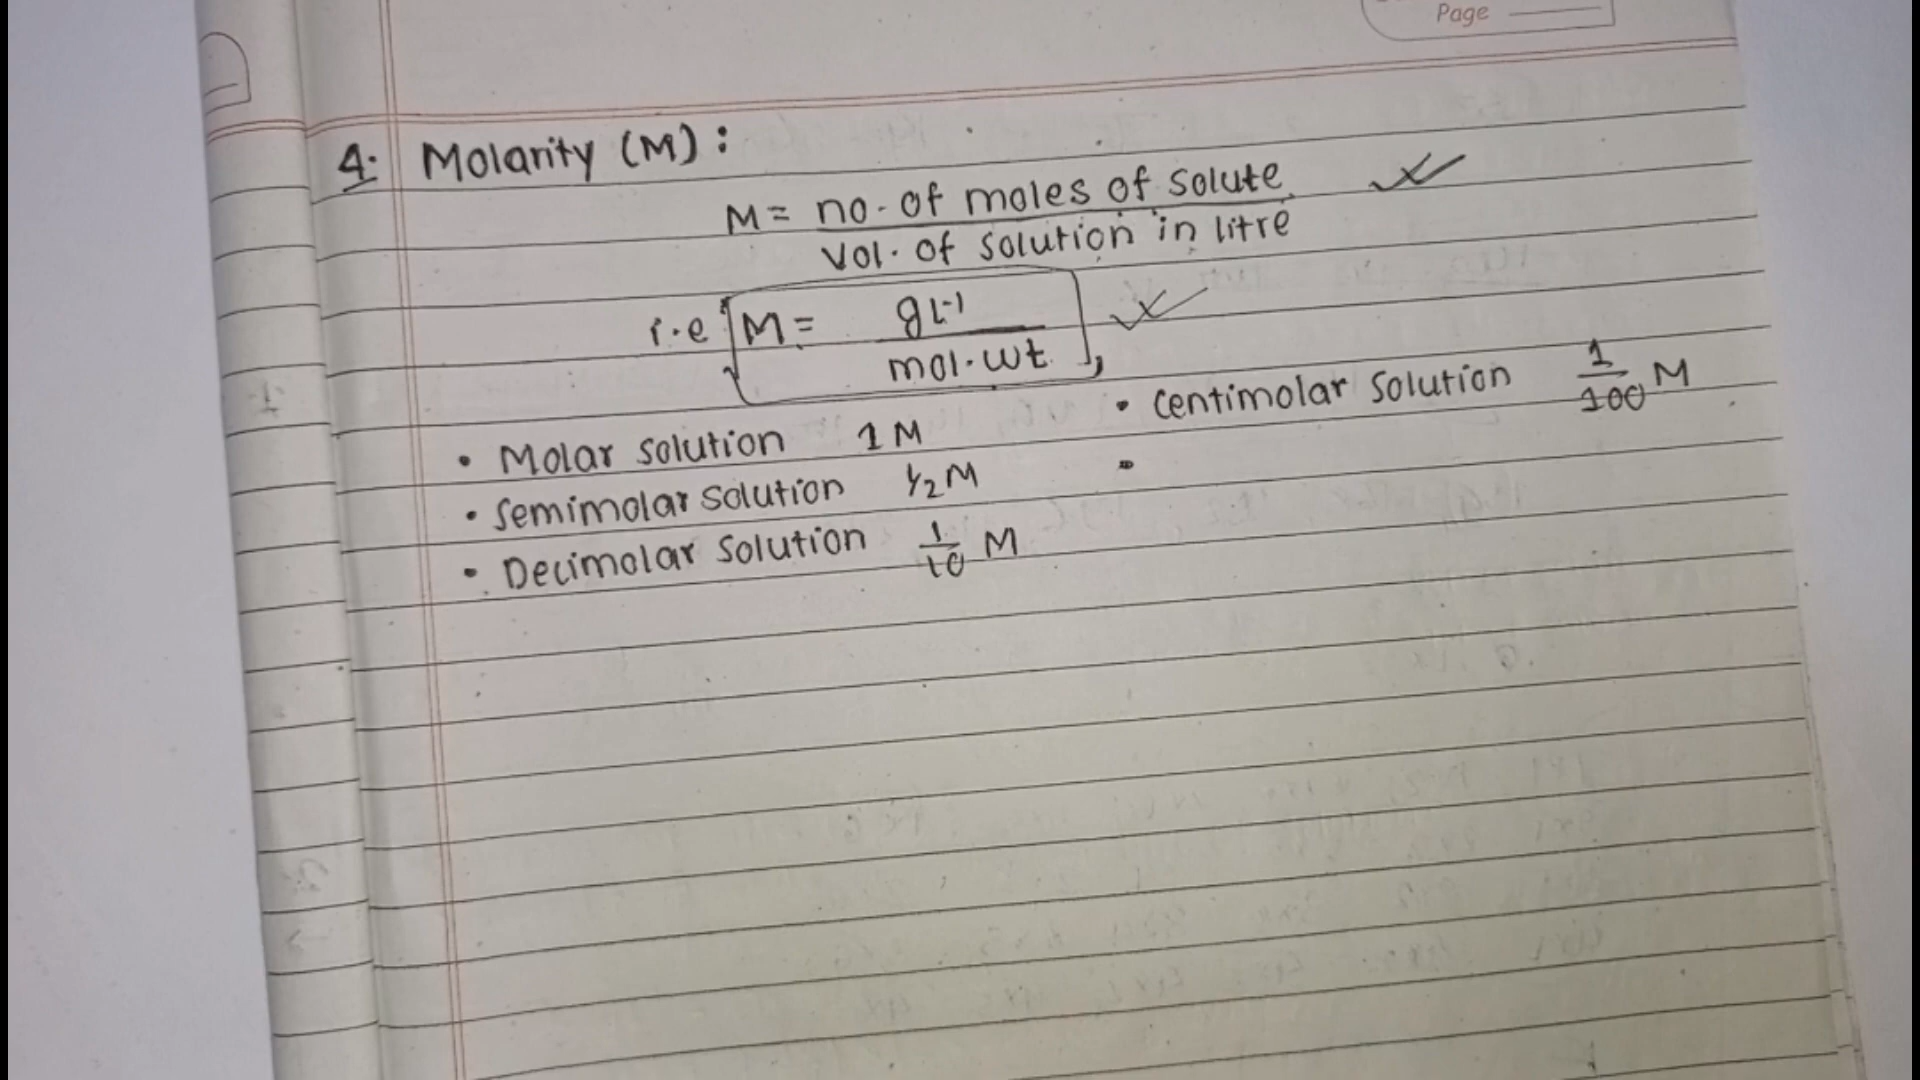 Page
4. Molarity (M) :
M = no. of moles of solute
vol. of solution in litre
i.e M = gL-1
mol. wt
• Molar solution 1 M
• Semimolar solution 1/2 M
• Decimolar solution 1/10 M
• Centimolar solution 1/100 M
•